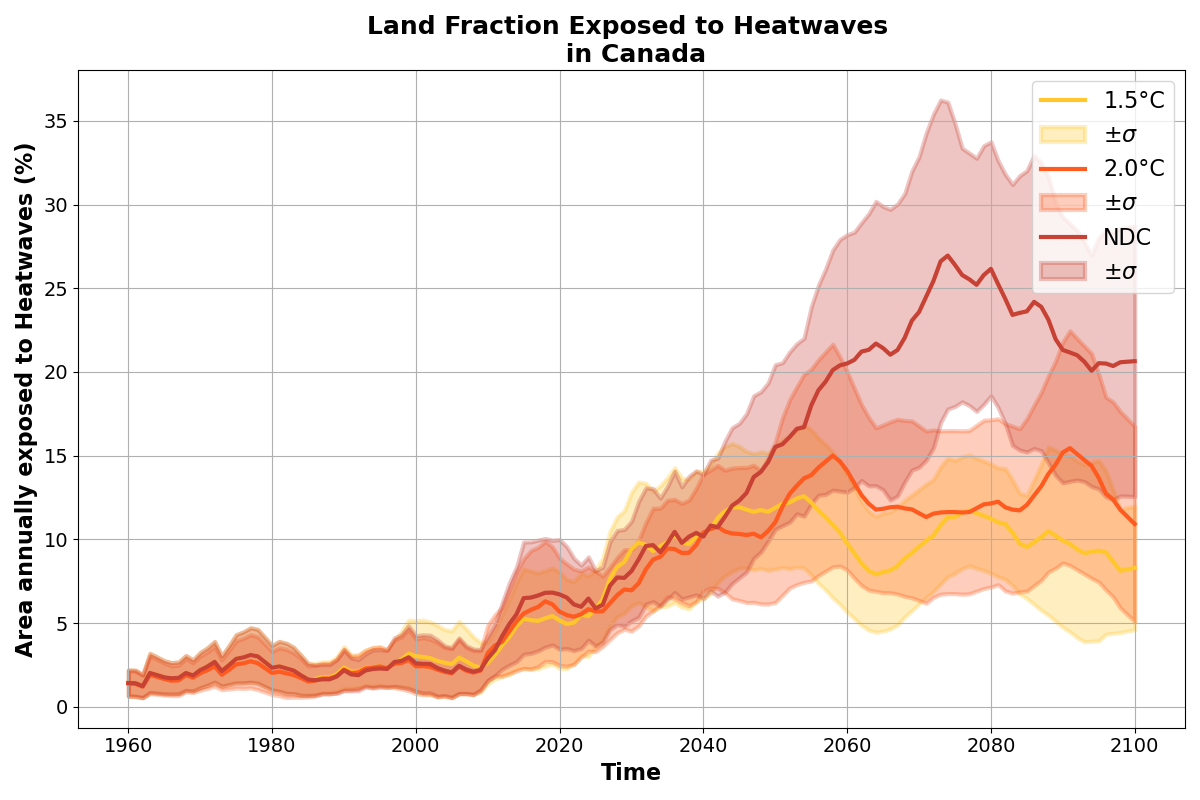 Land Fraction Exposed to Heatwaves
in Canada
Area annually exposed to Heatwaves (%)
35
30
25
20
15
10
5
0
1.5°C
±σ
2.0°C
±σ
NDC
±σ
1960 1980 2000 2020 2040 2060 2080 2100
Time